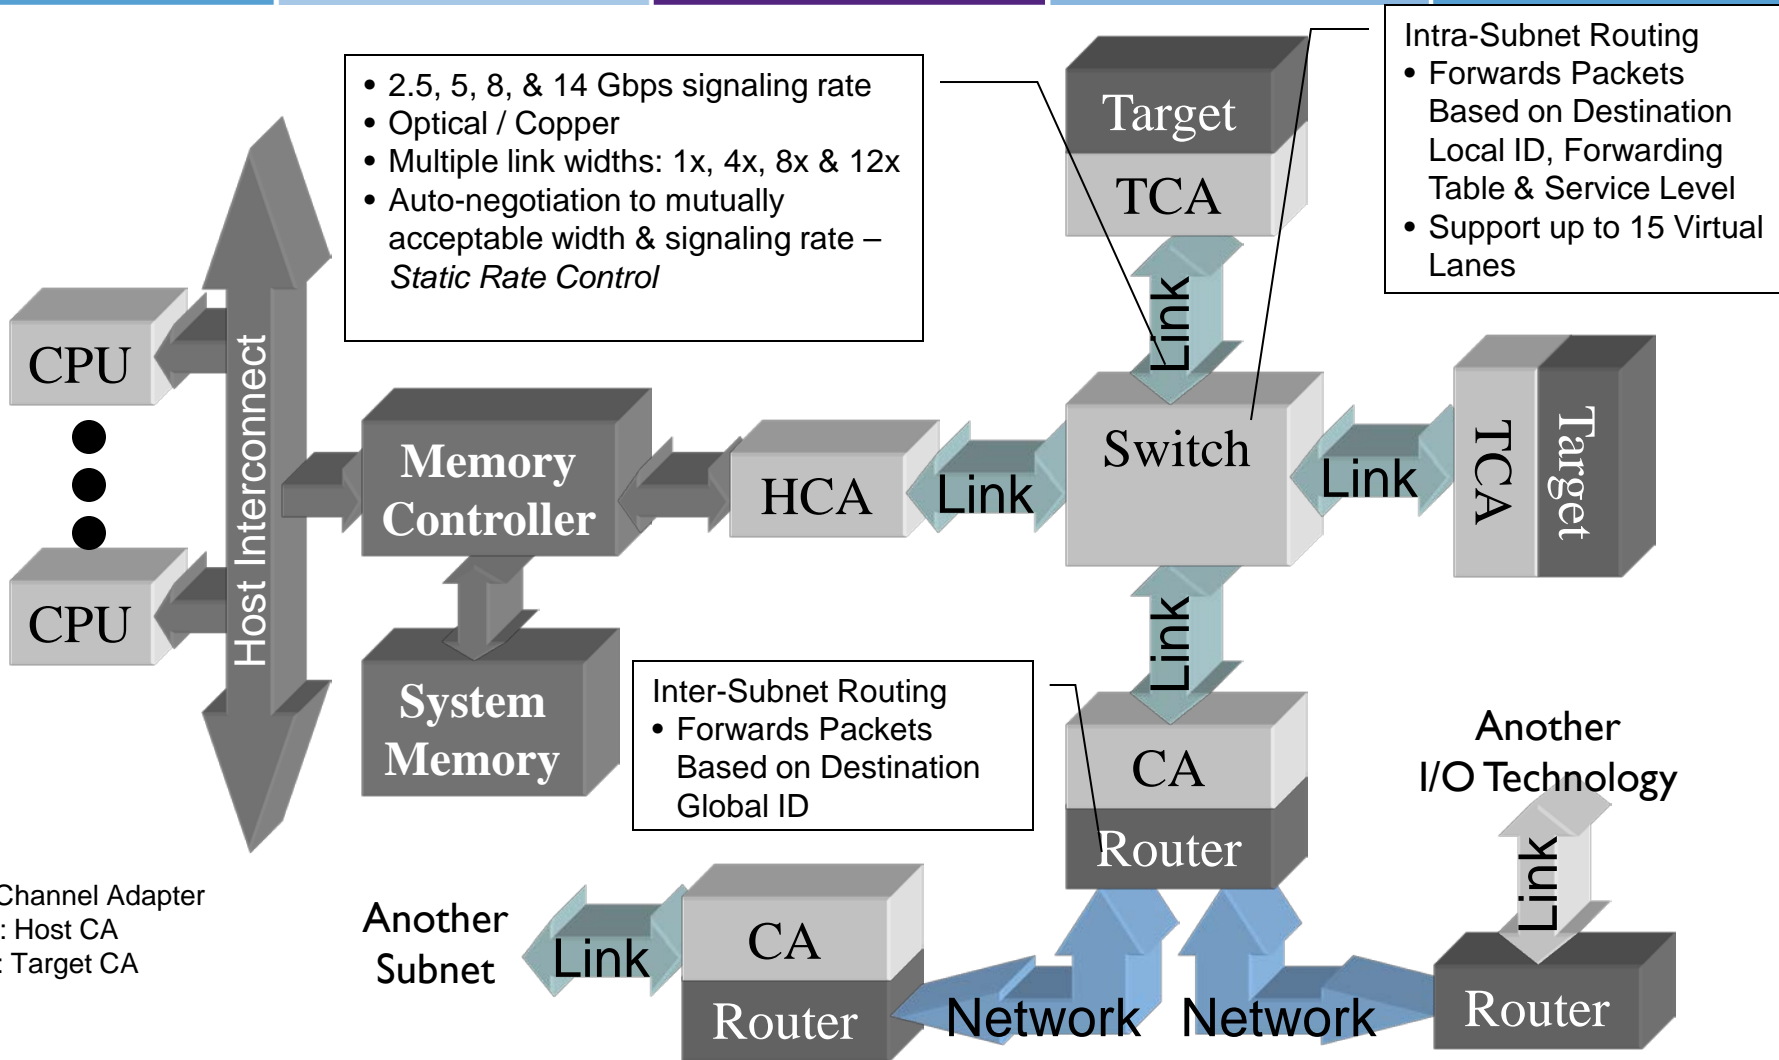 • 2.5, 5, 8, & 14 Gbps signaling rate
• Optical / Copper
• Multiple link widths: 1x, 4x, 8x & 12x
• Auto-negotiation to mutually
acceptable width & signaling rate –
Static Rate Control
Target
TCA
Link
Intra-Subnet Routing
• Forwards Packets
Based on Destination
Local ID, Forwarding
Table & Service Level
• Support up to 15 Virtual
Lanes
CPU
CPU
Host Interconnect
Memory
Controller
System
Memory
HCA
Link
Switch
Link
TCA
Target
Link
Inter-Subnet Routing
• Forwards Packets
Based on Destination
Global ID
CA
Router
Another
I/O Technology
Link
Router
Channel Adapter
: Host CA
: Target CA
Another
Subnet
Link
CA
Router
Network
Network